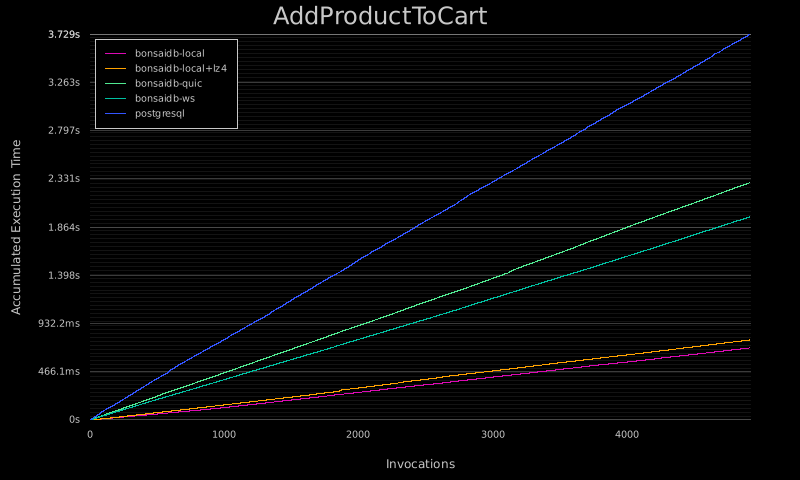 AddProductToCart
3.729s
3.263s
2.797s
2.331s
1.864s
1.398s
932.2ms
466.1ms
0s
Accumulated Execution Time
bonsaidb-local
bonsaidb-local+lz4
bonsaidb-quic
bonsaidb-ws
postgresql
0 1000 2000 3000 4000
Invocations